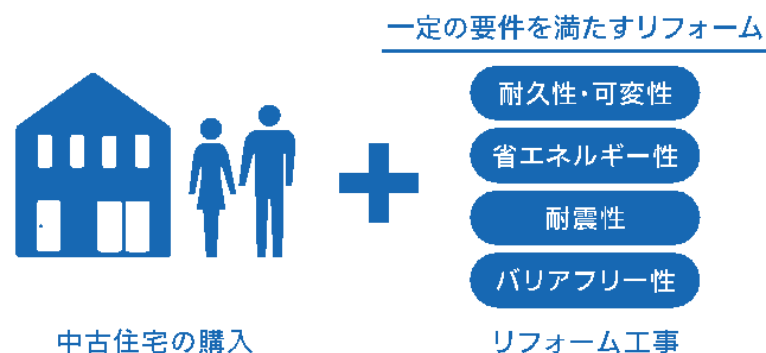 一定の要件を満たすリフォーム
耐久性・可変性
省エネルギー性
耐震性
バリアフリー性
中古住宅の購入
リフォーム工事